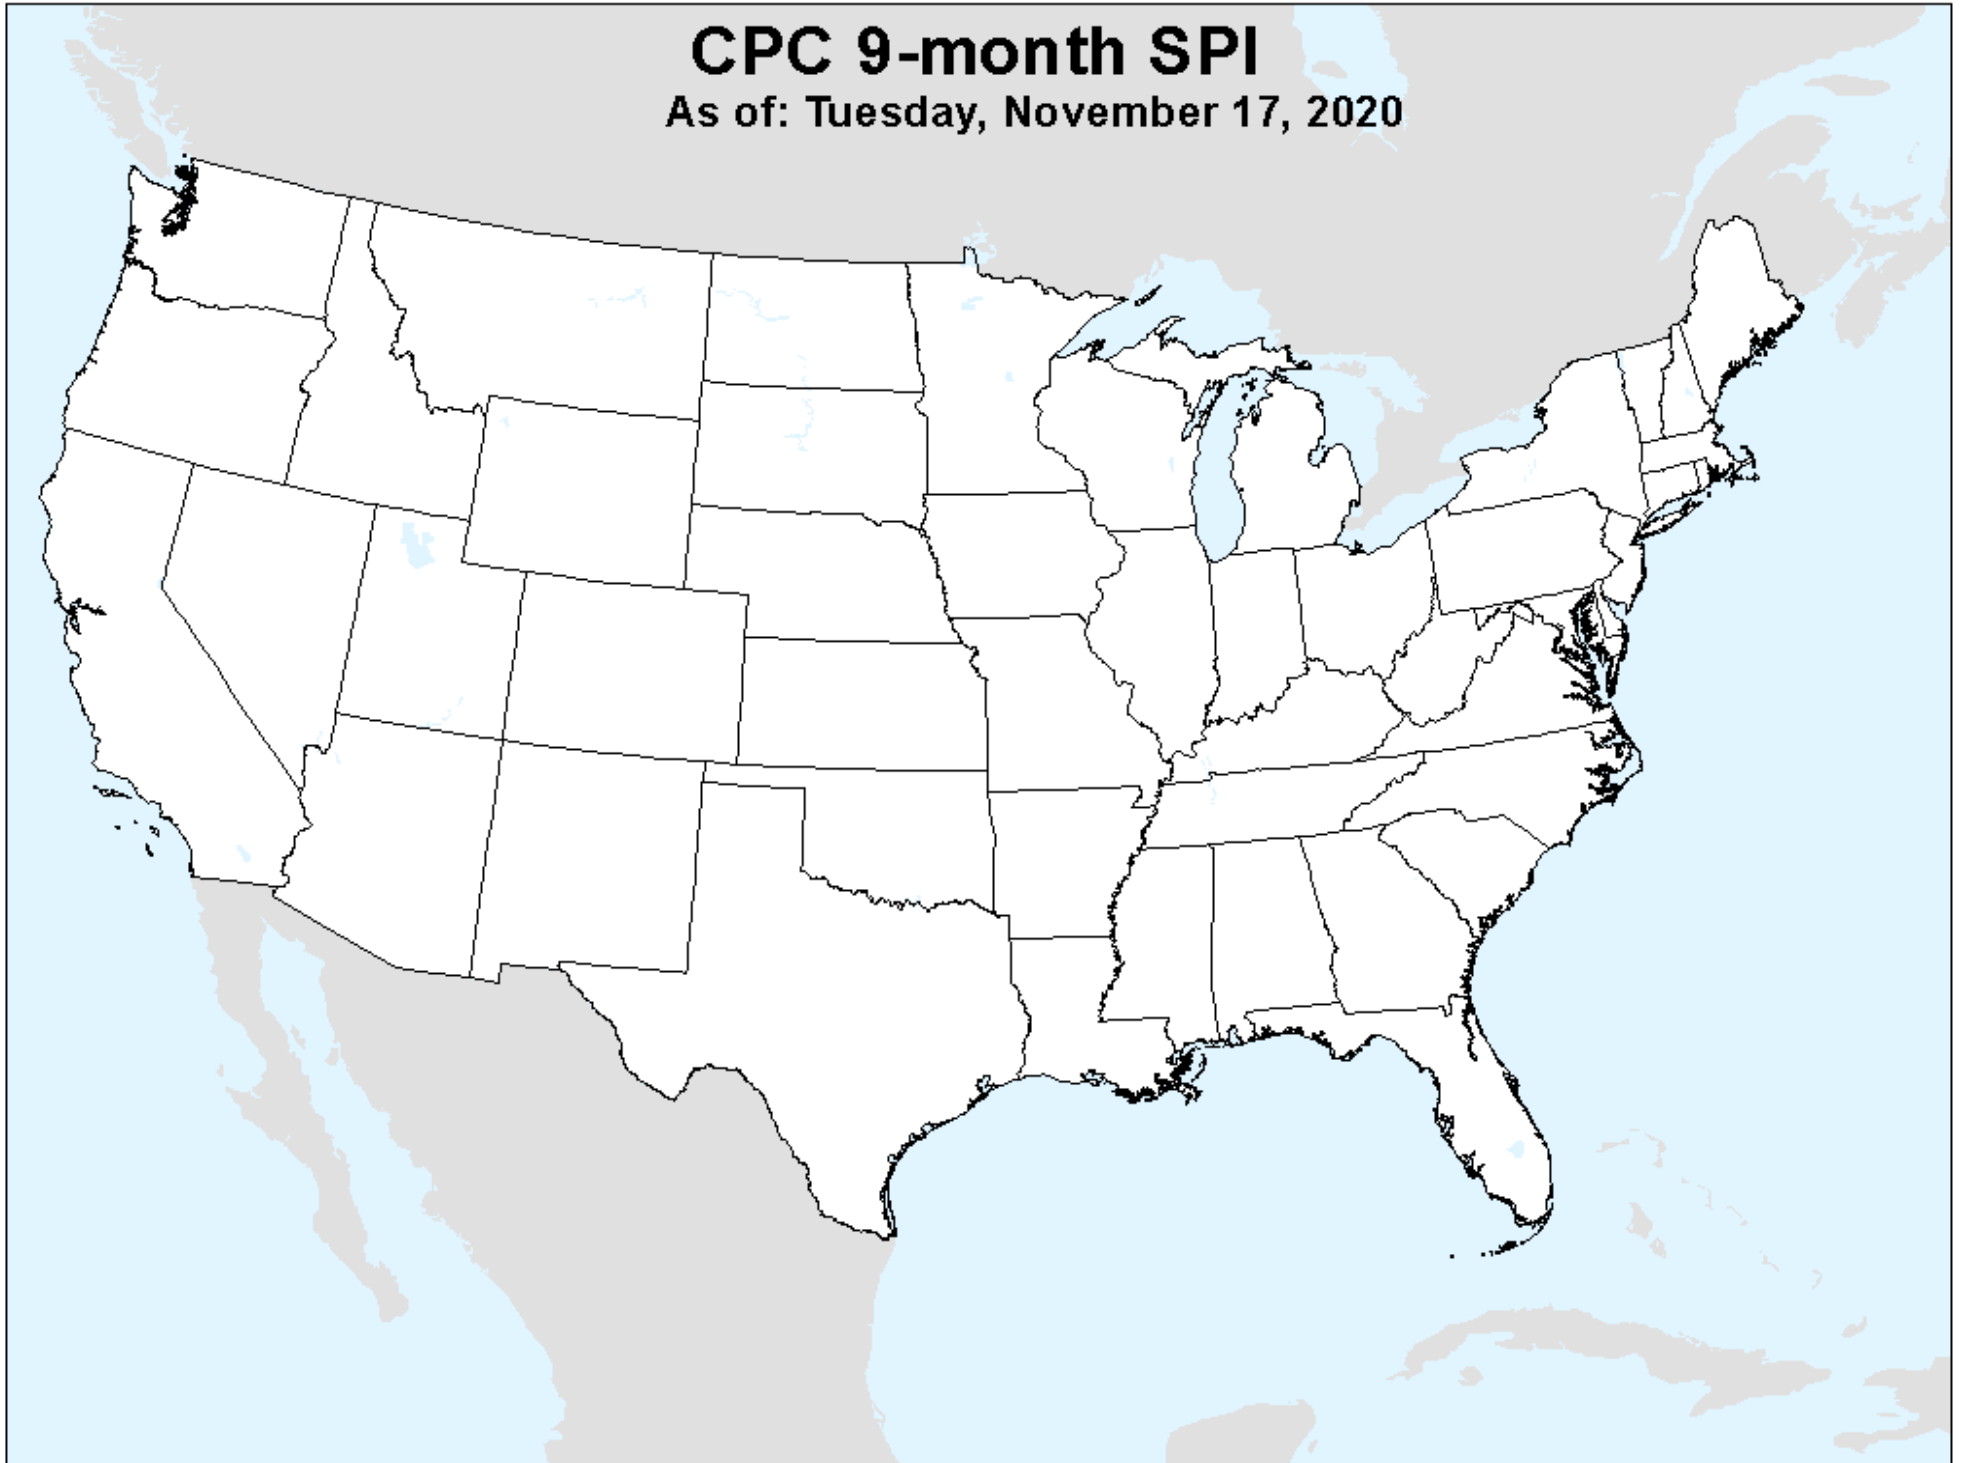 CPC 9-month SPI
As of: Tuesday, November 17, 2020